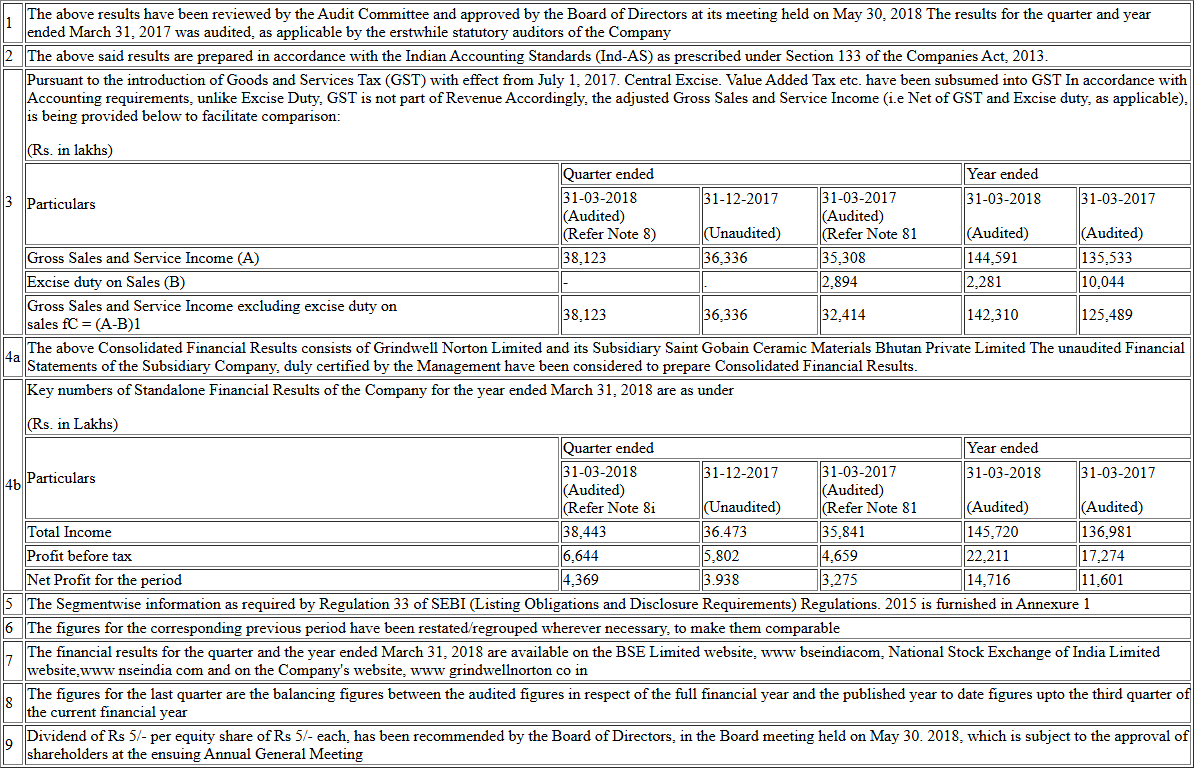 1
The above results have been reviewed by the Audit Committee and approved by the Board of Directors at its meeting held on May 30, 2018 The results for the quarter and year
ended March 31, 2017 was audited, as applicable by the erstwhile statutory auditors of the Company
2
The above said results are prepared in accordance with the Indian Accounting Standards (Ind-AS) as prescribed under Section 133 of the Companies Act, 2013.
3
Pursuant to the introduction of Goods and Services Tax (GST) with effect from July 1, 2017. Central Excise. Value Added Tax etc. have been subsumed into GST In accordance with
Accounting requirements, unlike Excise Duty, GST is not part of Revenue Accordingly, the adjusted Gross Sales and Service Income (i.e Net of GST and Excise duty, as applicable),
is being provided below to facilitate comparison:
(Rs. in lakhs)
Particulars
Quarter ended
Year ended
31-03-2018
(Audited)
(Refer Note 8)
31-12-2017
(Unaudited)
31-03-2017
(Audited)
(Refer Note 81
31-03-2018
(Audited)
31-03-2017
(Audited)
Gross Sales and Service Income (A) 38,123 36,336 35,308 144,591 135,533
Excise duty on Sales (B) - . 2,894 2,281 10,044
Gross Sales and Service Income excluding excise duty on
sales fC = (A-B)1
38,123 36,336 32,414 142,310 125,489
4a
The above Consolidated Financial Results consists of Grindwell Norton Limited and its Subsidiary Saint Gobain Ceramic Materials Bhutan Private Limited The unaudited Financial
Statements of the Subsidiary Company, duly certified by the Management have been considered to prepare Consolidated Financial Results.
4b
Key numbers of Standalone Financial Results of the Company for the year ended March 31, 2018 are as under
(Rs. in Lakhs)
Particulars
Quarter ended
Year ended
31-03-2018
(Audited)
(Refer Note 8i
31-12-2017
(Unaudited)
31-03-2017
(Audited)
(Refer Note 81
31-03-2018
(Audited)
31-03-2017
(Audited)
Total Income 38,443 36.473 35,841 145,720 136,981
Profit before tax 6,644 5,802 4,659 22,211 17,274
Net Profit for the period 4,369 3.938 3,275 14,716 11,601
5
The Segmentwise information as required by Regulation 33 of SEBI (Listing Obligations and Disclosure Requirements) Regulations. 2015 is furnished in Annexure 1
6
The figures for the corresponding previous period have been restated/regrouped wherever necessary, to make them comparable
7
The financial results for the quarter and the year ended March 31, 2018 are available on the BSE Limited website, www bseindiacom, National Stock Exchange of India Limited
website,www nseindia com and on the Company's website, www grindwellnorton co in
8
The figures for the last quarter are the balancing figures between the audited figures in respect of the full financial year and the published year to date figures upto the third quarter of
the current financial year
9
Dividend of Rs 5/- per equity share of Rs 5/- each, has been recommended by the Board of Directors, in the Board meeting held on May 30. 2018, which is subject to the approval of
shareholders at the ensuing Annual General Meeting